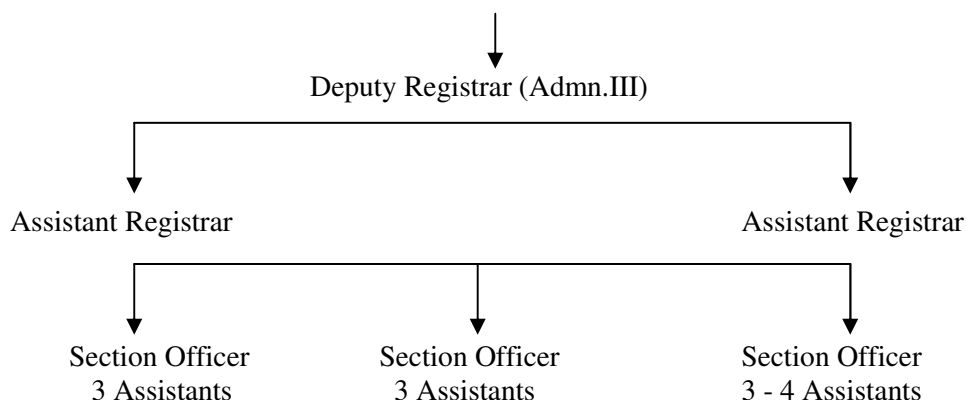 Deputy Registrar (Admn.III)
Assistant Registrar
Assistant Registrar
Section Officer
3 Assistants
Section Officer
3 Assistants
Section Officer
3 - 4 Assistants